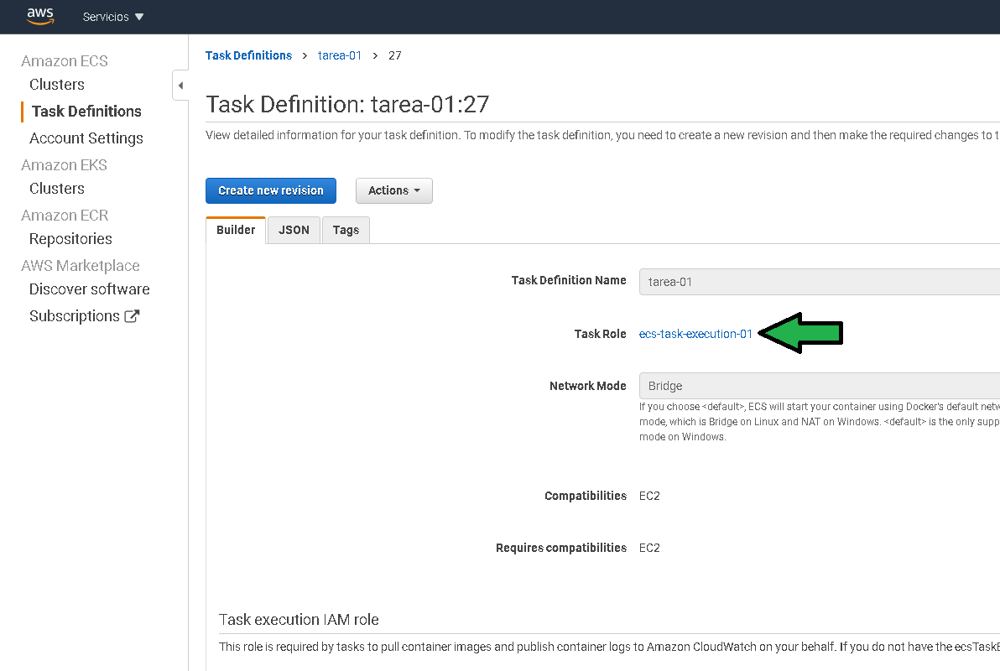 aws Servicios
Amazon ECS
Clusters
Task Definitions
Account Settings
Amazon EKS
Clusters
Amazon ECR
Repositories
AWS Marketplace
Discover software
Subscriptions
Task Definitions > tarea-01 > 27
Task Definition: tarea-01:27
View detailed information for your task definition. To modify the task definition, you need to create a new revision and then make the required changes to t
Create new revision Actions
Builder JSON Tags
Task Definition Name tarea-01
Task Role ecs-task-execution-01
Network Mode Bridge
If you choose <default>, ECS will start your container using Docker's default netw
mode, which is Bridge on Linux and NAT on Windows. <default> is the only supp
mode on Windows.
Compatibilities EC2
Requires compatibilities EC2
Task execution IAM role
This role is required by tasks to pull container images and publish container logs to Amazon CloudWatch on your behalf. If you do not have the ecsTaskE